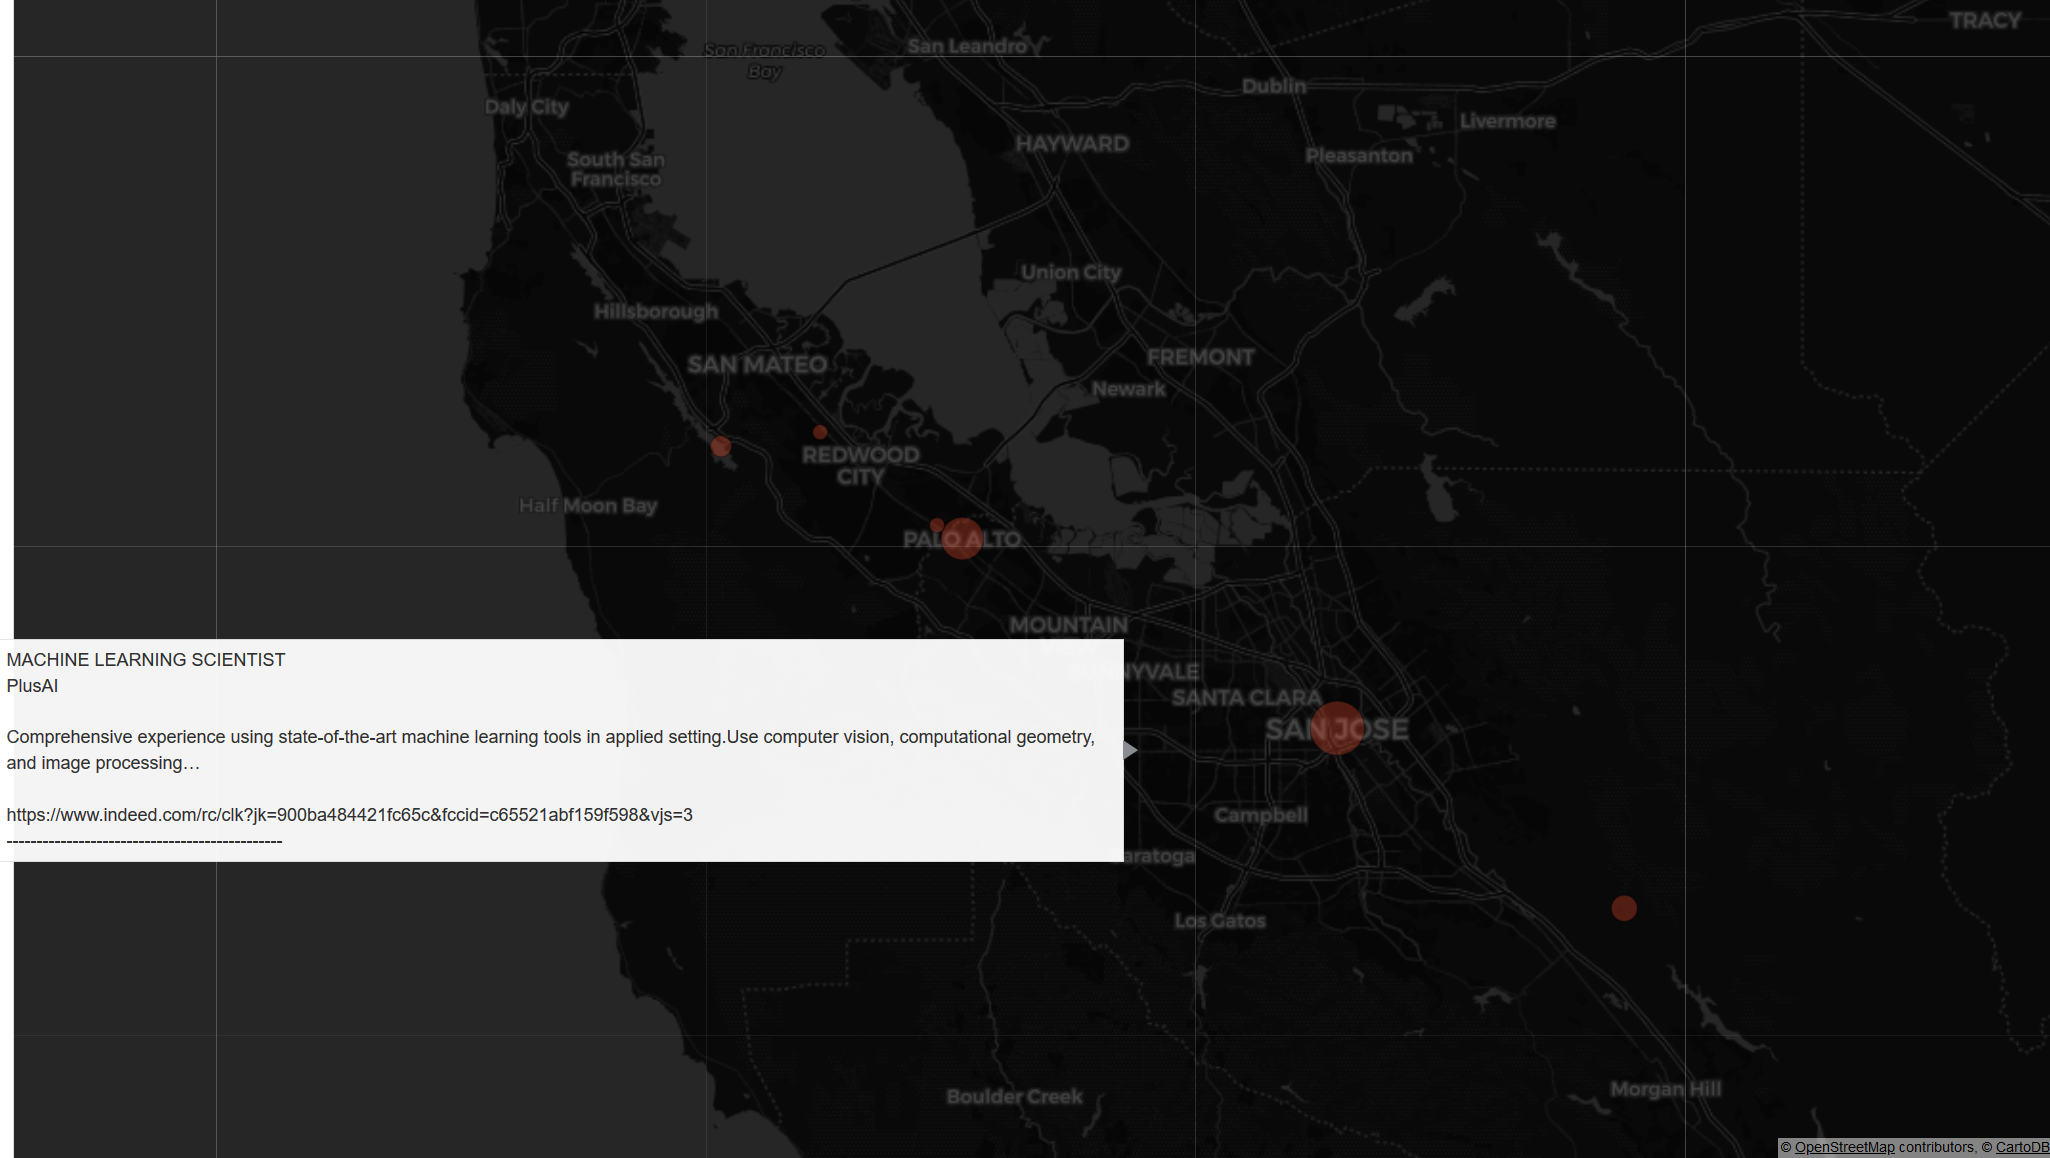 TRACY
San Francisco
Bay
San Leandro
Dublin
Daly City
Livermore
HAYWARD
Pleasanton
South San
Francisco
Union City
Hillsborough
FREMONT
SAN MATEO
Newark
REDWOOD
CITY
Half Moon Bay
PALO ALTO
MOUNTAIN
MACHINE LEARNING SCIENTIST
PlusAI
Comprehensive experience using state-of-the-art machine learning tools in applied setting.Use computer vision, computational geometry,
and image processing…
https://www.indeed.com/rc/clk?jk=900ba484421fc65c&fccid=c65521abf159f598&vjs=3
----------------------------------------------
NYVALE
SANTA CLARA
SAN JOSE
Campbell
aratoga
Los Gatos
Morgan Hill
Boulder Creek
© OpenStreetMap contributors, © CartoDB